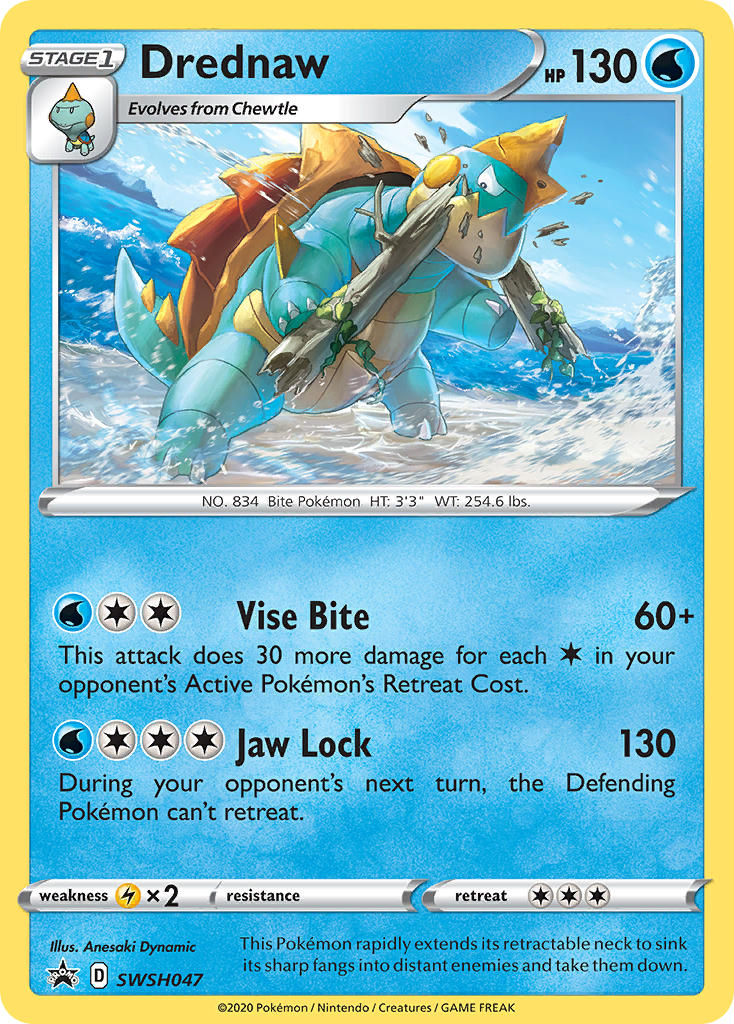 STAGE 1 Drednaw HP 130
Evolves from Chewtle
NO. 834 Bite Pokémon HT: 3'3" WT: 254.6 lbs.
Vise Bite 60+
This attack does 30 more damage for each in your
opponent's Active Pokémon's Retreat Cost.
Jaw Lock 130
During your opponent's next turn, the Defending
Pokémon can't retreat.
weakness ×2 resistance retreat
Illus. Anesaki Dynamic
This Pokémon rapidly extends its retractable neck to sink
its sharp fangs into distant enemies and take them down.
D SWSH047
©2020 Pokémon / Nintendo / Creatures / GAME FREAK